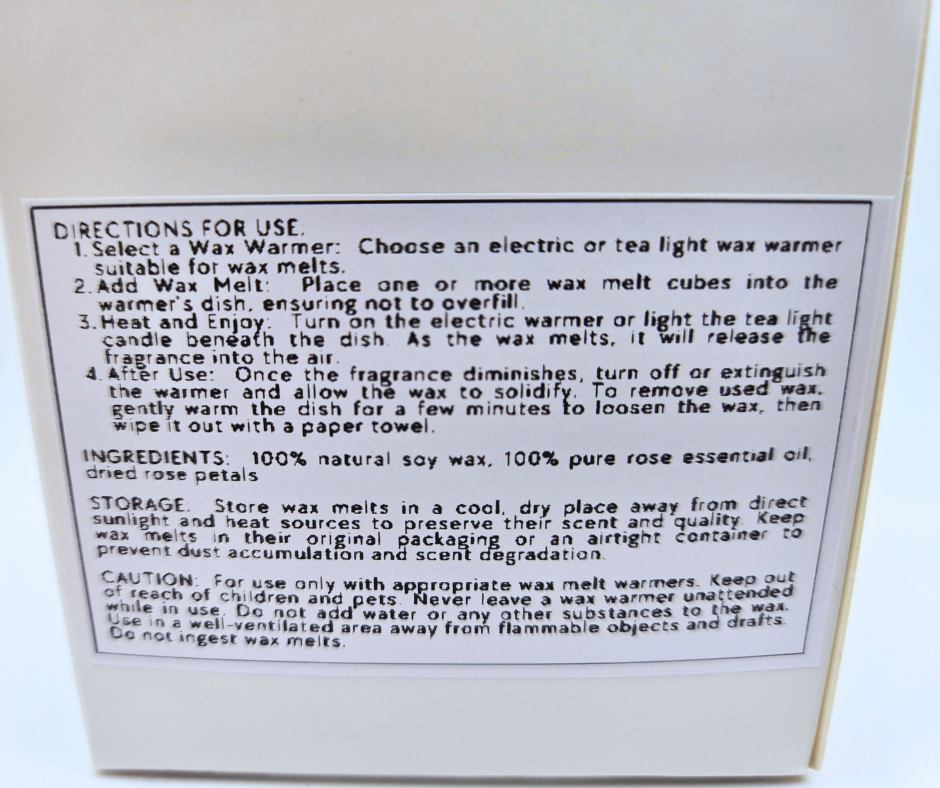 DIRECTIONS FOR USE:
1. Select a Wax Warmer: Choose an electric or tea light wax warmer
suitable for wax melts.
2. Add Wax Melt: Place one or more wax melt cubes into the
warmer's dish, ensuring not to overfill.
3. Heat and Enjoy: Turn on the electric warmer or light the tea light
candle beneath the dish. As the wax melts, it will release the
fragrance into the air.
4. After Use: Once the fragrance diminishes, turn off or extinguish
the warmer and allow the wax to solidify. To remove used wax,
gently warm the dish for a few minutes to loosen the wax, then
wipe it out with a paper towel.
INGREDIENTS: 100% natural soy wax, 100% pure rose essential oil,
dried rose petals
STORAGE: Store wax melts in a cool, dry place away from direct
sunlight and heat sources to preserve their scent and quality. Keep
wax melts in their original packaging or an airtight container to
prevent dust accumulation and scent degradation.
CAUTION: For use only with appropriate wax melt warmers. Keep out
of reach of children and pets. Never leave a wax warmer unattended
while in use. Do not add water or any other substances to the wax.
Use in a well-ventilated area away from flammable objects and drafts.
Do not ingest wax melts.